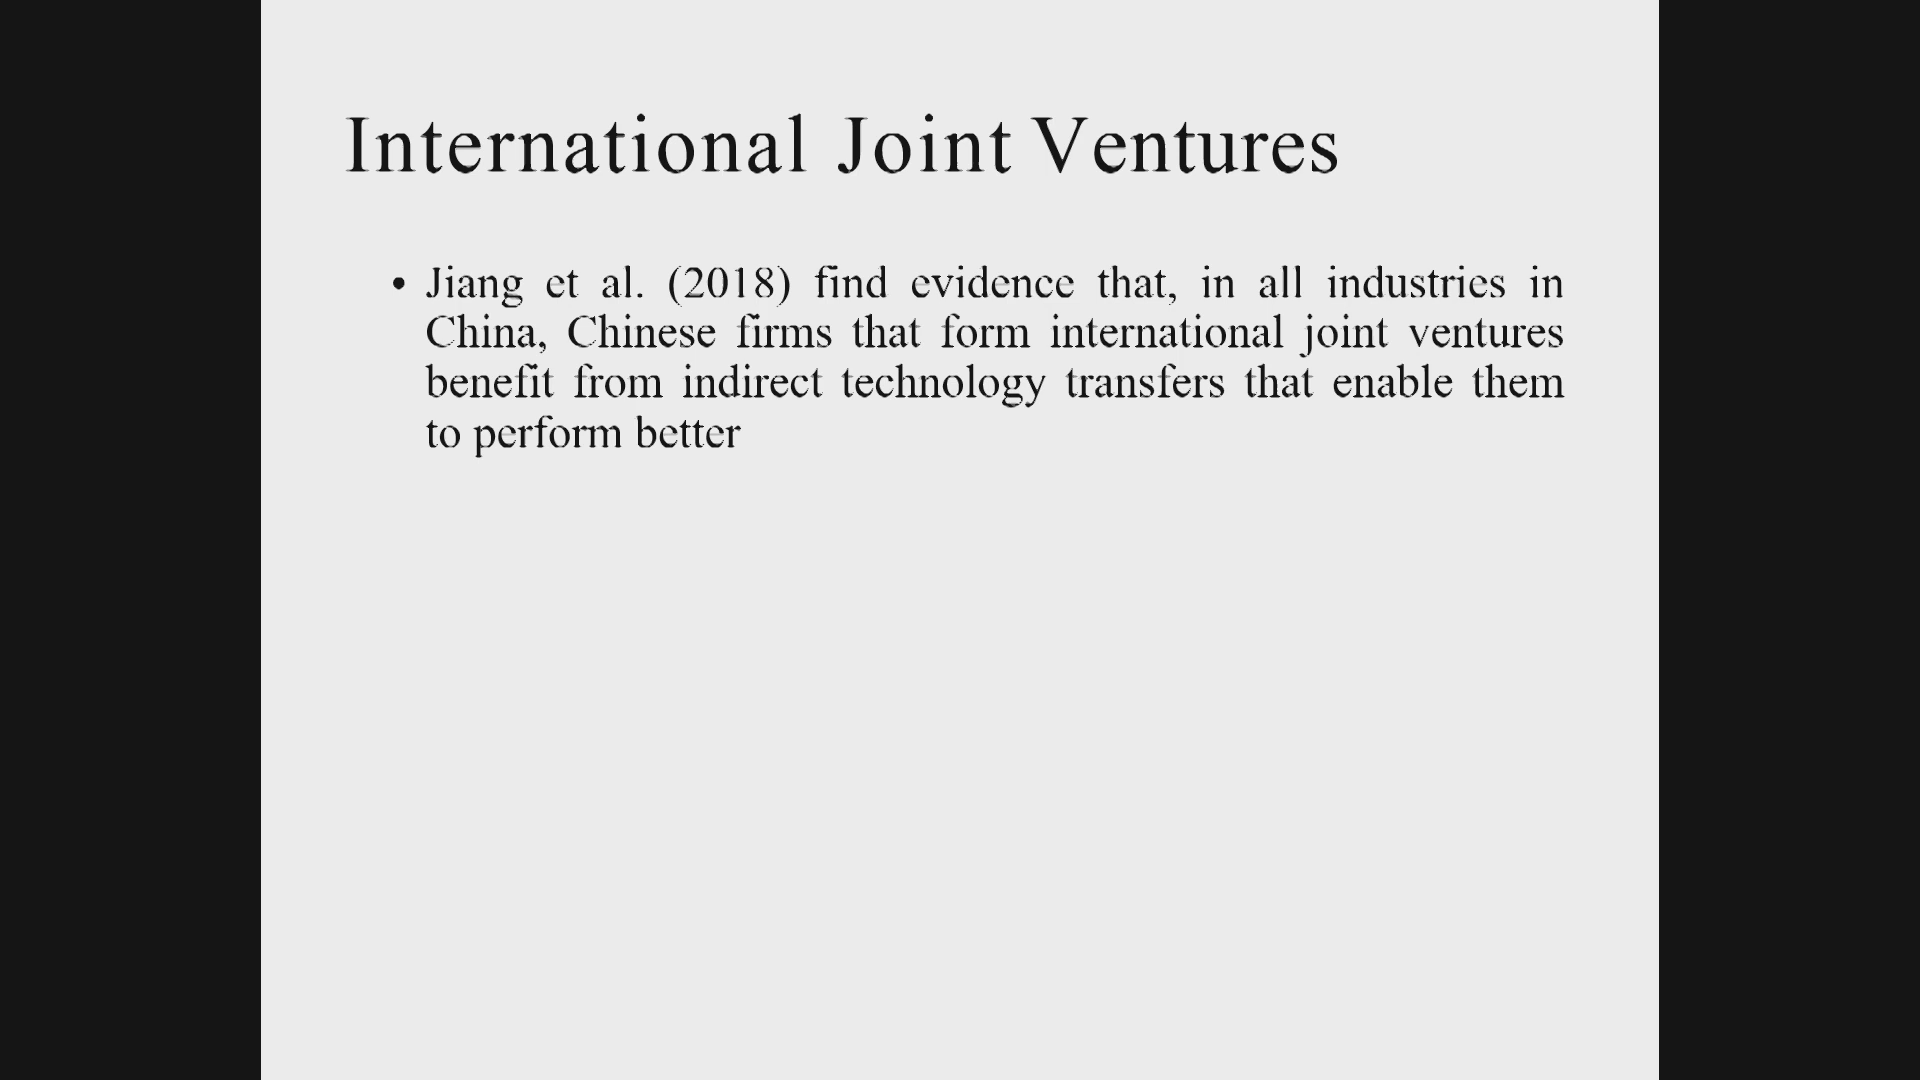 International Joint Ventures
• Jiang et al. (2018) find evidence that, in all industries in
China, Chinese firms that form international joint ventures
benefit from indirect technology transfers that enable them
to perform better